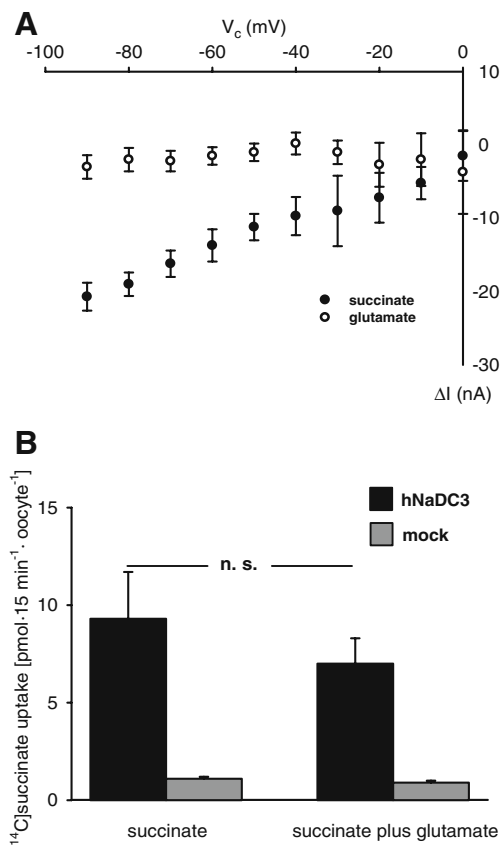 A
V_c (mV)
-100 -80 -60 -40 -20 0
10
0
-10
-20
-30
succinate
glutamate
ΔI (nA)
B
hNaDC3
mock
n. s.
15
10
5
0
¹⁴C]succinate uptake [pmol·15 min⁻¹· oocyte⁻¹]
succinate succinate plus glutamate